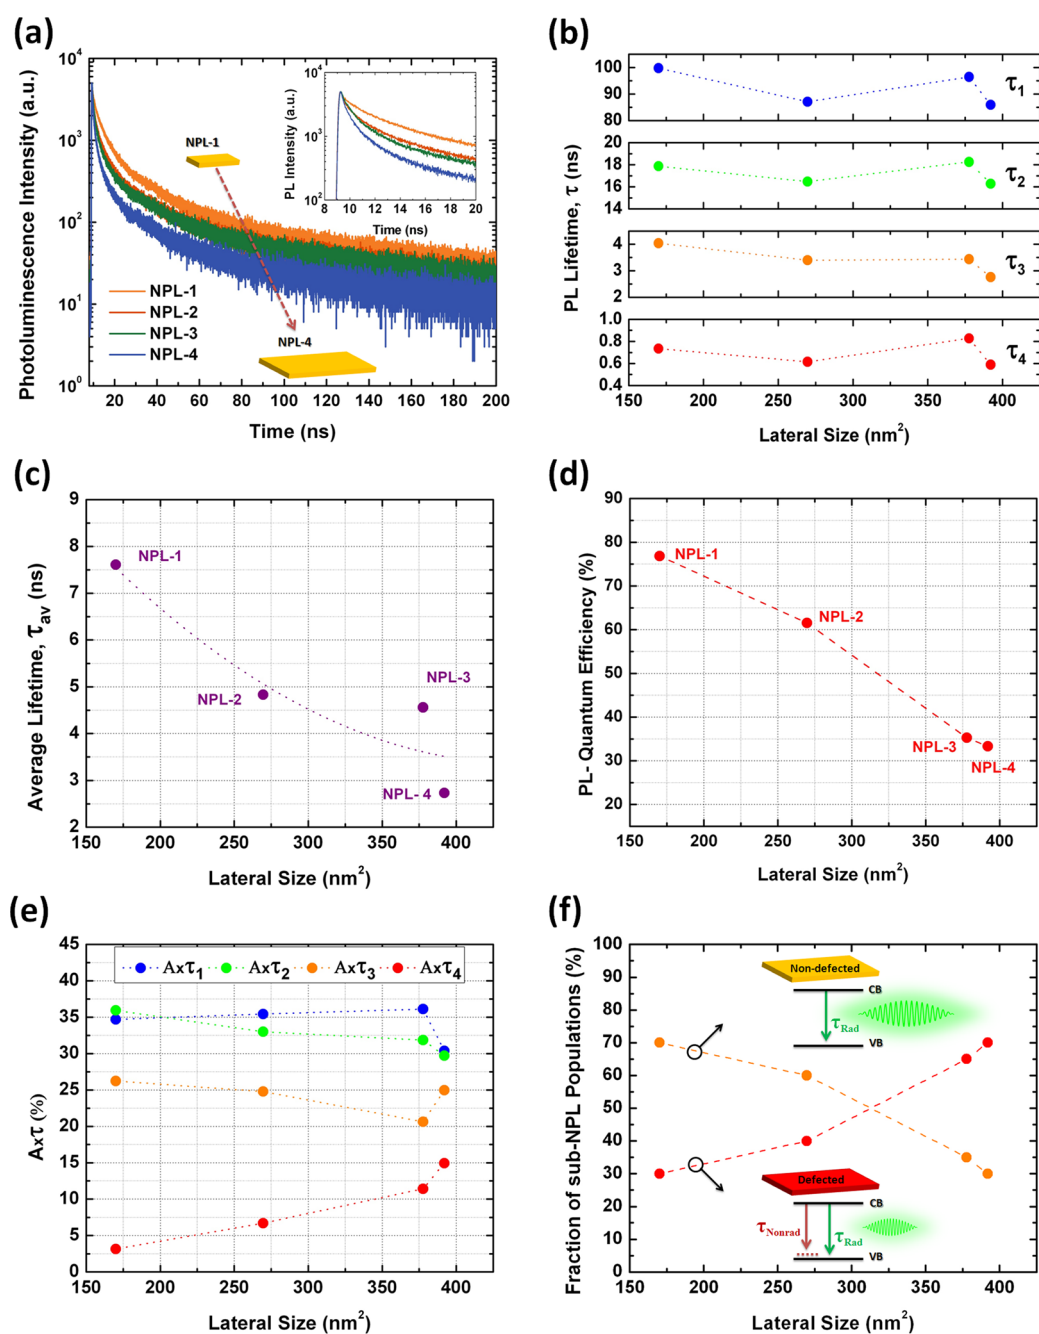 (a)
Photoluminescence Intensity (a.u.)
10⁵
10⁴
10³
10²
10¹
10⁰
20 40 60 80 100 120 140 160 180 200
Time (ns)
NPL-1
NPL-4
NPL-1
NPL-2
NPL-3
NPL-4
PL Intensity (a.u.)
10⁴
10³
10²
8 9 10 12 14 16 18 20
Time (ns)
(b)
PL Lifetime, τ (ns)
100
90
80
τ₁
20
18
16
14
τ₂
4
3
2
τ₃
1.0
0.8
0.6
0.4
τ₄
150 200 250 300 350 400
Lateral Size (nm²)
(c)
Average Lifetime, τav (ns)
9
8
7
6
5
4
3
2
NPL-1
NPL-2
NPL-3
NPL- 4
150 200 250 300 350 400
Lateral Size (nm²)
(d)
PL- Quantum Efficiency (%)
90
80
70
60
50
40
30
20
NPL-1
NPL-2
NPL-3
NPL-4
150 200 250 300 350 400
Lateral Size (nm²)
(e)
Axτ (%)
45
40
35
30
25
20
15
10
5
0
Axτ₁ Axτ₂ Axτ₃ Axτ₄
150 200 250 300 350 400
Lateral Size (nm²)
(f)
Fraction of sub-NPL Populations (%)
100
90
80
70
60
50
40
30
20
10
0
Non-defected
CB
τRad
VB
Defected
CB
τNonrad
τRad
VB
150 200 250 300 350 400
Lateral Size (nm²)